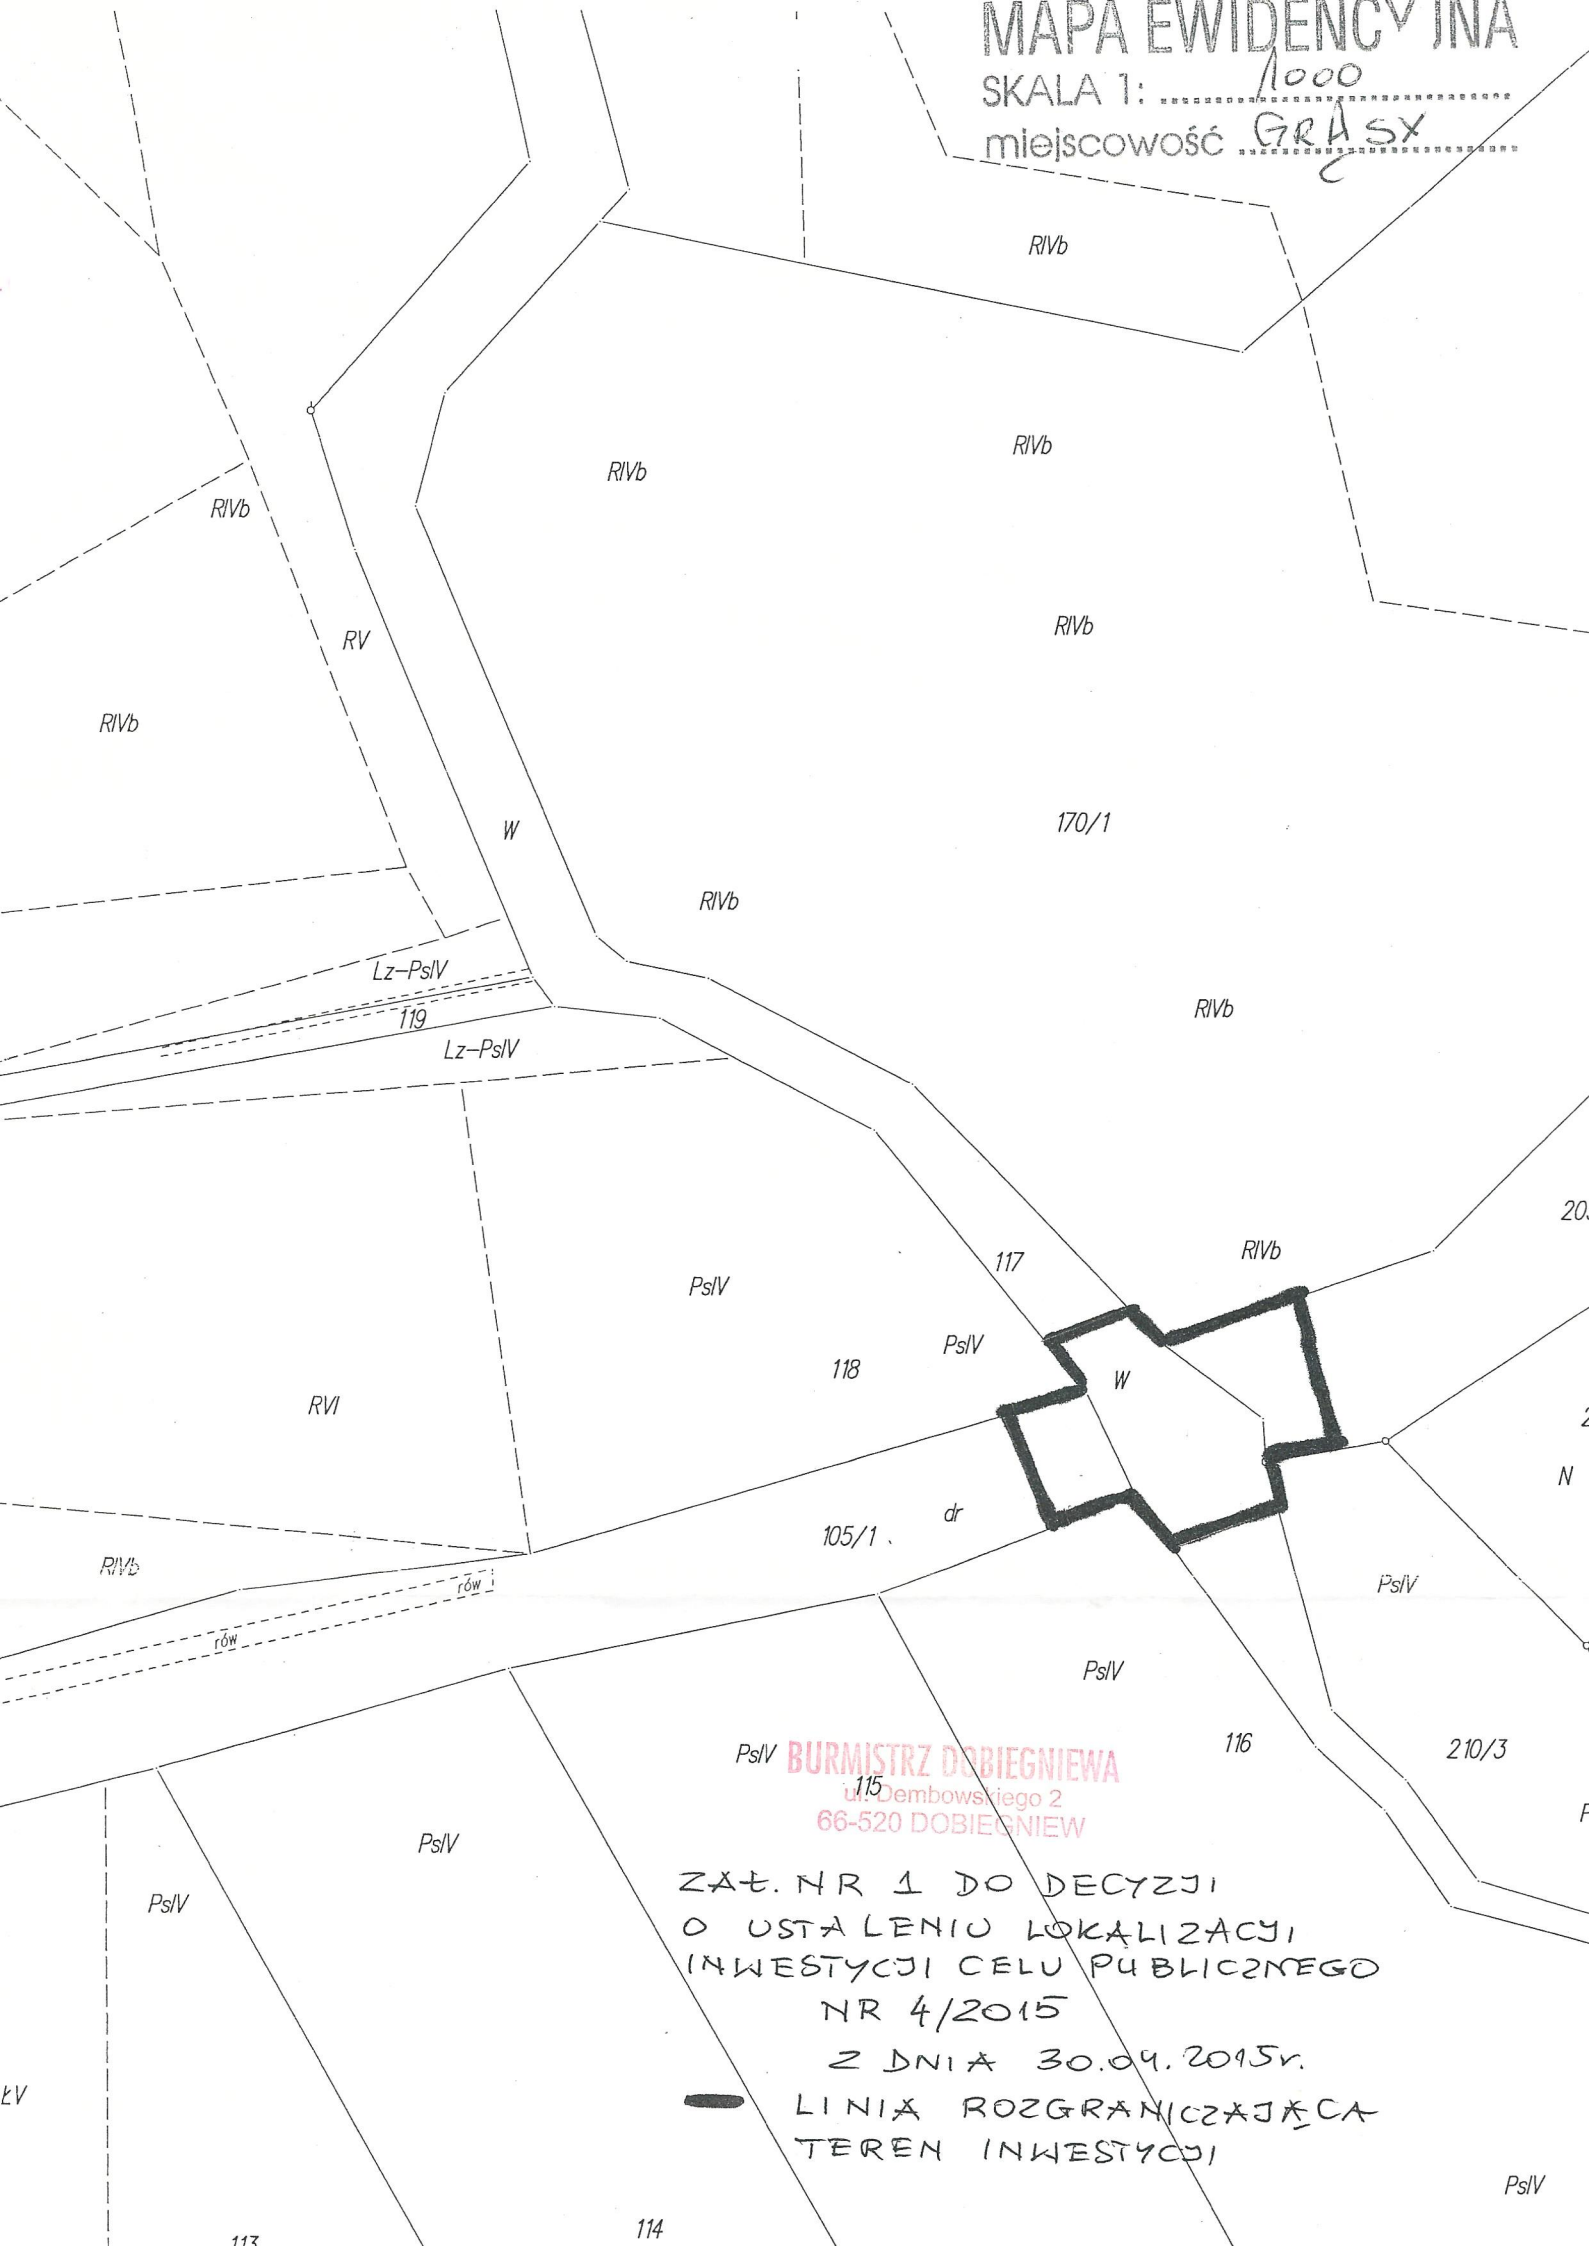 MAPA EWIDENCYJNA
SKALA 1: 1000
miejscowość GRĄSY
RIVb
RIVb
RIVb
RIVb
RV
RIVb
RIVb
W
170/1
RIVb
Lz-PsIV
119
RIVb
Lz-PsIV
117
RIVb
PsIV
PsIV
118
W
RVI
N
dr
105/1
RIVb
rów
PsIV
rów
PsIV
116
210/3
PsIV
BURMISTRZ DOBIEGNIEWA
115
ul. Dembowskiego 2
66-520 DOBIEGNIEW
PsIV
PsIV
ZAŁ. NR 1 DO DECYZJI
O USTALENIU LOKALIZACJI
INWESTYCJI CELU PUBLICZNEGO
NR 4/2015
Z DNIA 30.04.2015r.
ŁV
LINIA ROZGRANICZAJĄCA
TEREN INWESTYCJI
PsIV
114
113